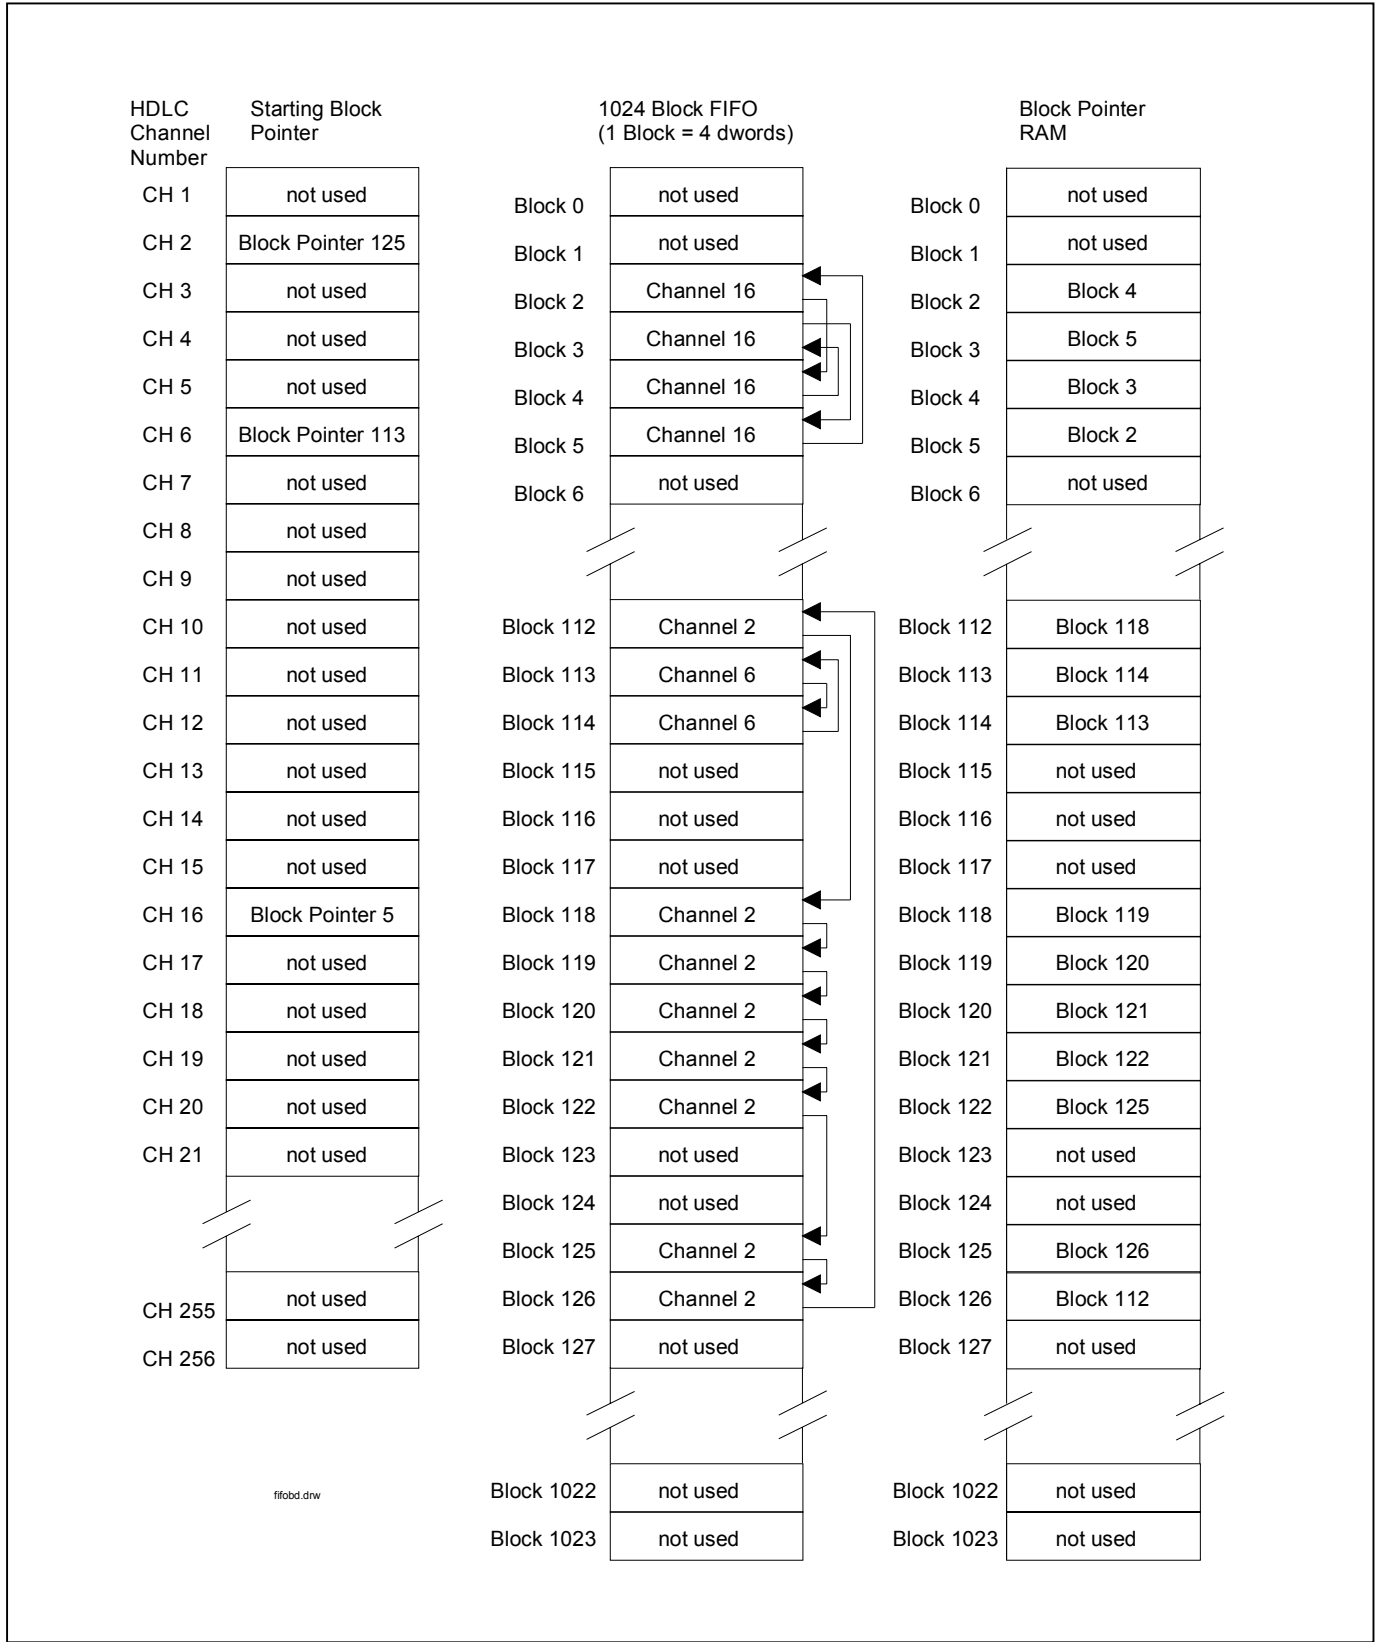 HDLC
Channel
Number
Starting Block
Pointer
1024 Block FIFO
(1 Block = 4 dwords)
Block Pointer
RAM
CH 1 not used
CH 2 Block Pointer 125
CH 3 not used
CH 4 not used
CH 5 not used
CH 6 Block Pointer 113
CH 7 not used
CH 8 not used
CH 9 not used
CH 10 not used
CH 11 not used
CH 12 not used
CH 13 not used
CH 14 not used
CH 15 not used
CH 16 Block Pointer 5
CH 17 not used
CH 18 not used
CH 19 not used
CH 20 not used
CH 21 not used
CH 255 not used
CH 256 not used
Block 0 not used
Block 1 not used
Block 2 Channel 16
Block 3 Channel 16
Block 4 Channel 16
Block 5 Channel 16
Block 6 not used
Block 112 Channel 2
Block 113 Channel 6
Block 114 Channel 6
Block 115 not used
Block 116 not used
Block 117 not used
Block 118 Channel 2
Block 119 Channel 2
Block 120 Channel 2
Block 121 Channel 2
Block 122 Channel 2
Block 123 not used
Block 124 not used
Block 125 Channel 2
Block 126 Channel 2
Block 127 not used
Block 1022 not used
Block 1023 not used
Block 0 not used
Block 1 not used
Block 2 Block 4
Block 3 Block 5
Block 4 Block 3
Block 5 Block 2
Block 6 not used
Block 112 Block 118
Block 113 Block 114
Block 114 Block 113
Block 115 not used
Block 116 not used
Block 117 not used
Block 118 Block 119
Block 119 Block 120
Block 120 Block 121
Block 121 Block 122
Block 122 Block 125
Block 123 not used
Block 124 not used
Block 125 Block 126
Block 126 Block 112
Block 127 not used
Block 1022 not used
Block 1023 not used
fifobd.drw